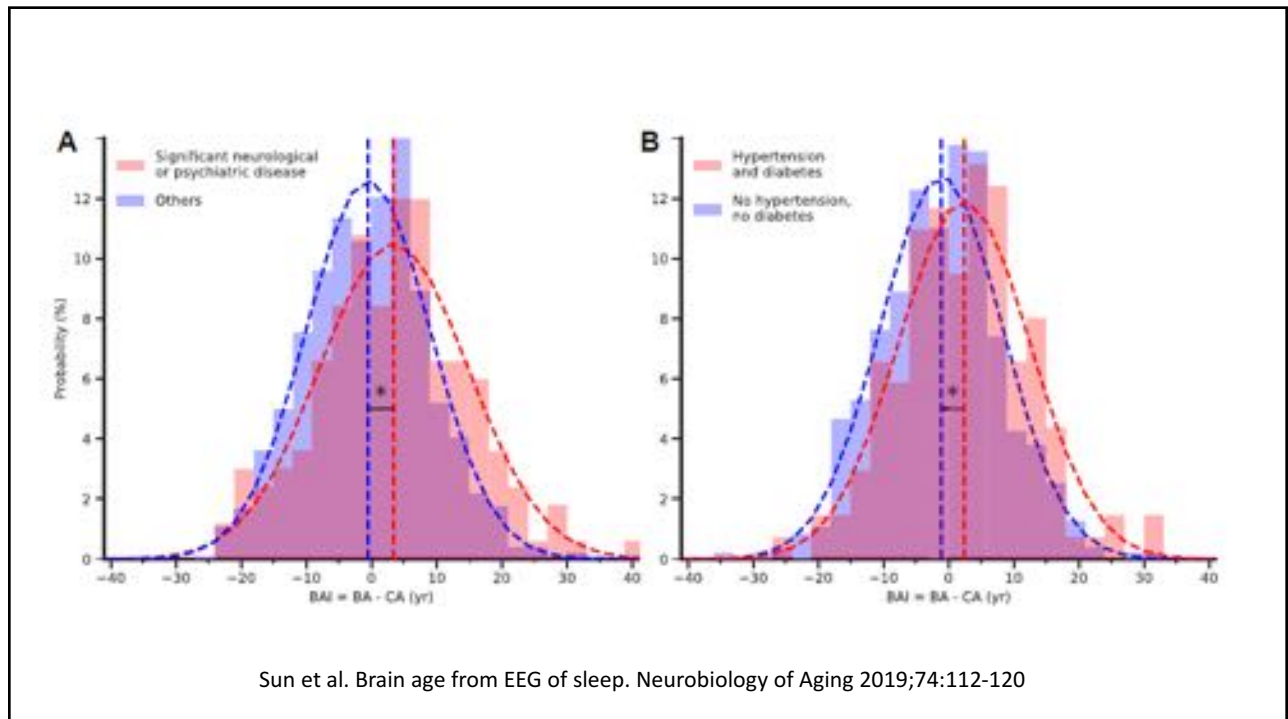 A
Significant neurological
or psychiatric disease
Others
Probability (%)
12
10
8
6
4
2
0
*
−40 −30 −20 −10 0 10 20 30 40
BAI = BA - CA (yr)
B
Hypertension
and diabetes
No hypertension,
no diabetes
12
10
8
6
4
2
0
*
−40 −30 −20 −10 0 10 20 30 40
BAI = BA - CA (yr)
Sun et al. Brain age from EEG of sleep. Neurobiology of Aging 2019;74:112-120